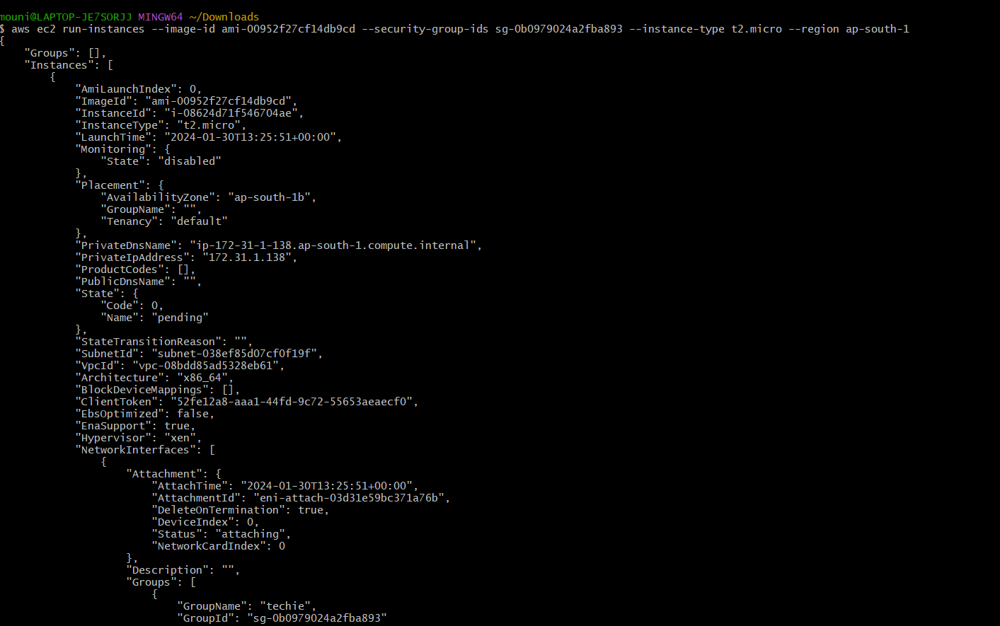 mouni@LAPTOP-JE7SORJJ MINGW64 ~/Downloads
$ aws ec2 run-instances --image-id ami-00952f27cf14db9cd --security-group-ids sg-0b0979024a2fba893 --instance-type t2.micro --region ap-south-1
{
    "Groups": [],
    "Instances": [
        {
            "AmiLaunchIndex": 0,
            "ImageId": "ami-00952f27cf14db9cd",
            "InstanceId": "i-08624d71f546704ae",
            "InstanceType": "t2.micro",
            "LaunchTime": "2024-01-30T13:25:51+00:00",
            "Monitoring": {
                "State": "disabled"
            },
            "Placement": {
                "AvailabilityZone": "ap-south-1b",
                "GroupName": "",
                "Tenancy": "default"
            },
            "PrivateDnsName": "ip-172-31-1-138.ap-south-1.compute.internal",
            "PrivateIpAddress": "172.31.1.138",
            "ProductCodes": [],
            "PublicDnsName": "",
            "State": {
                "Code": 0,
                "Name": "pending"
            },
            "StateTransitionReason": "",
            "SubnetId": "subnet-038ef85d07cf0f19f",
            "VpcId": "vpc-08bdd85ad5328eb61",
            "Architecture": "x86_64",
            "BlockDeviceMappings": [],
            "ClientToken": "52fe12a8-aaa1-44fd-9c72-55653aeaecf0",
            "EbsOptimized": false,
            "EnaSupport": true,
            "Hypervisor": "xen",
            "NetworkInterfaces": [
                {
                    "Attachment": {
                        "AttachTime": "2024-01-30T13:25:51+00:00",
                        "AttachmentId": "eni-attach-03d31e59bc371a76b",
                        "DeleteOnTermination": true,
                        "DeviceIndex": 0,
                        "Status": "attaching",
                        "NetworkCardIndex": 0
                    },
                    "Description": "",
                    "Groups": [
                        {
                            "GroupName": "techie",
                            "GroupId": "sg-0b0979024a2fba893"